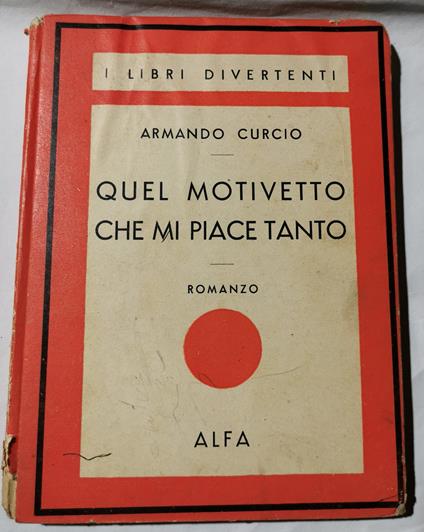 I LIBRI DIVERTENTI
ARMANDO CURCIO
QUEL MOTIVETTO
CHE MI PIACE TANTO
ROMANZO
ALFA